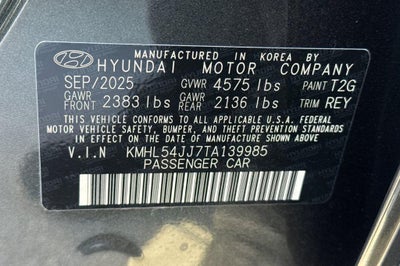 MANUFACTURED IN KOREA BY
HYUNDAI MOTOR COMPANY
SEP/2025 GVWR 4575 lbs PAINT T2G
GAWR FRONT 2383 lbs GAWR REAR 2136 lbs TRIM REY
THIS VEHICLE CONFORMS TO ALL APPLICABLE U.S.A. FEDERAL
MOTOR VEHICLE SAFETY, BUMPER, AND THEFT PREVENTION
STANDARDS IN EFFECT ON THE DATE OF MANUFACTURE SHOWN ABOVE.
V.I.N KMHL54JJ7TA139985
PASSENGER CAR